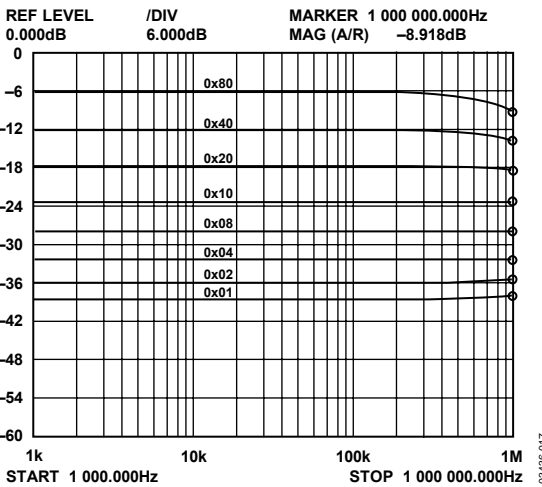 REF LEVEL /DIV MARKER 1 000 000.000Hz
0.000dB 6.000dB MAG (A/R) –8.918dB
0
–6
–12
–18
–24
–30
–36
–42
–48
–54
–60
0x80
0x40
0x20
0x10
0x08
0x04
0x02
0x01
1k 10k 100k 1M
START 1 000.000Hz STOP 1 000 000.000Hz